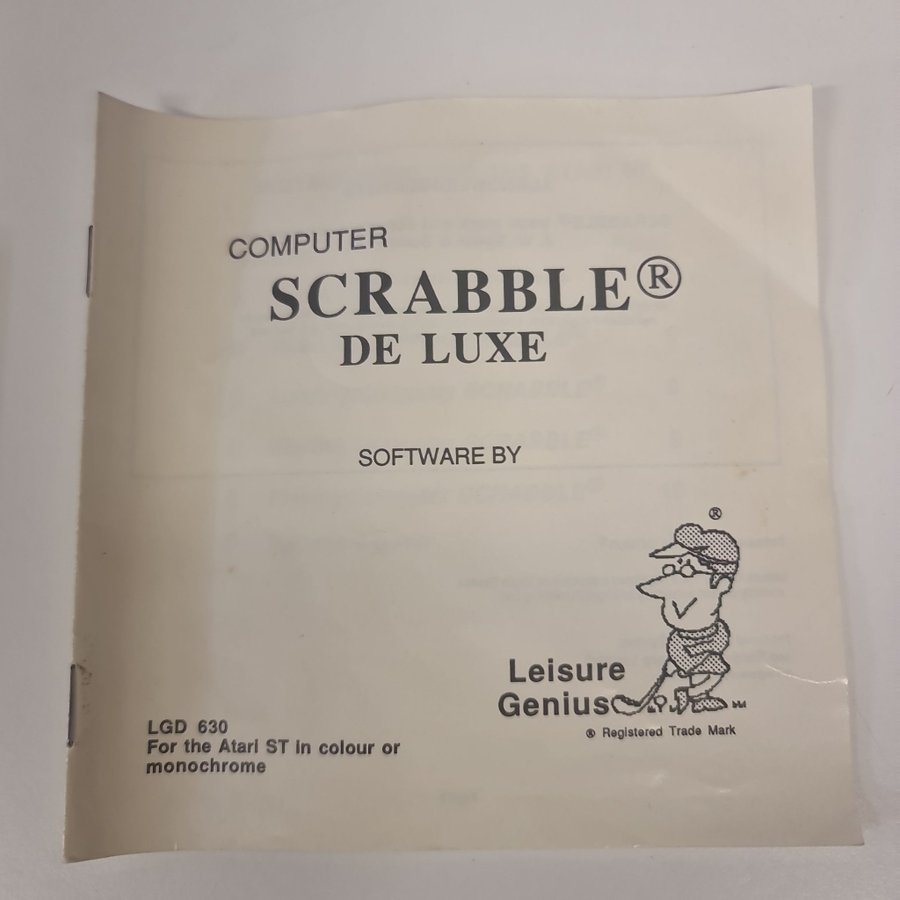 COMPUTER
SCRABBLE®
DE LUXE
SOFTWARE BY
®
Leisure
Genius
® Registered Trade Mark
LGD 630
For the Atari ST in colour or
monochrome